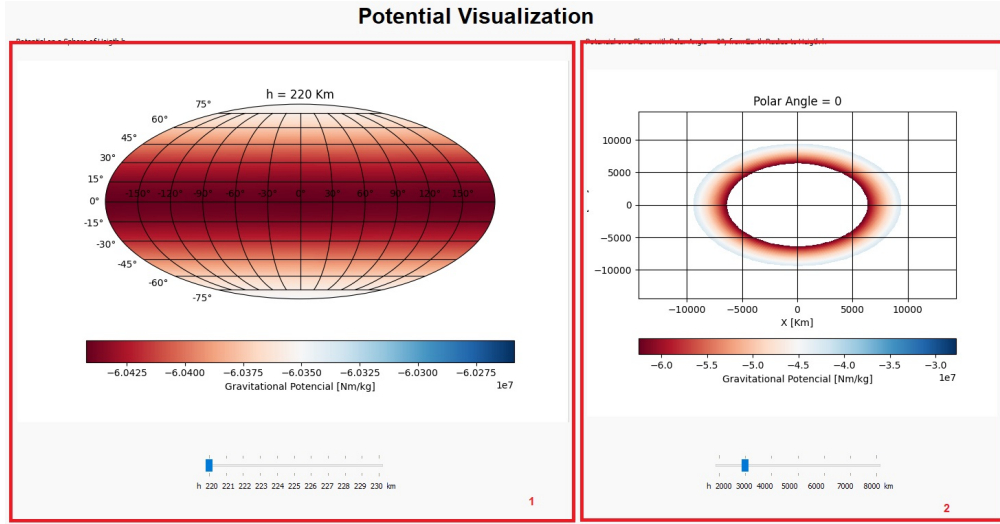 Potential Visualization
h = 220 Km
75°
60°
45°
30°
15°
-150° -120° -90° -60° -30° 0° 30° 60° 90° 120° 150°
0°
-15°
-30°
-45°
-60°
-75°
−6.0425 −6.0400 −6.0375 −6.0350 −6.0325 −6.0300 −6.0275
1e7
Gravitational Potencial [Nm/kg]
h 220 221 222 223 224 225 226 227 228 229 230 km
1
Polar Angle = 0
10000
5000
0
−5000
−10000
−10000 −5000 0 5000 10000
X [Km]
−6.0 −5.5 −5.0 −4.5 −4.0 −3.5 −3.0
1e7
Gravitational Potencial [Nm/kg]
h 2000 3000 4000 5000 6000 7000 8000 km
2